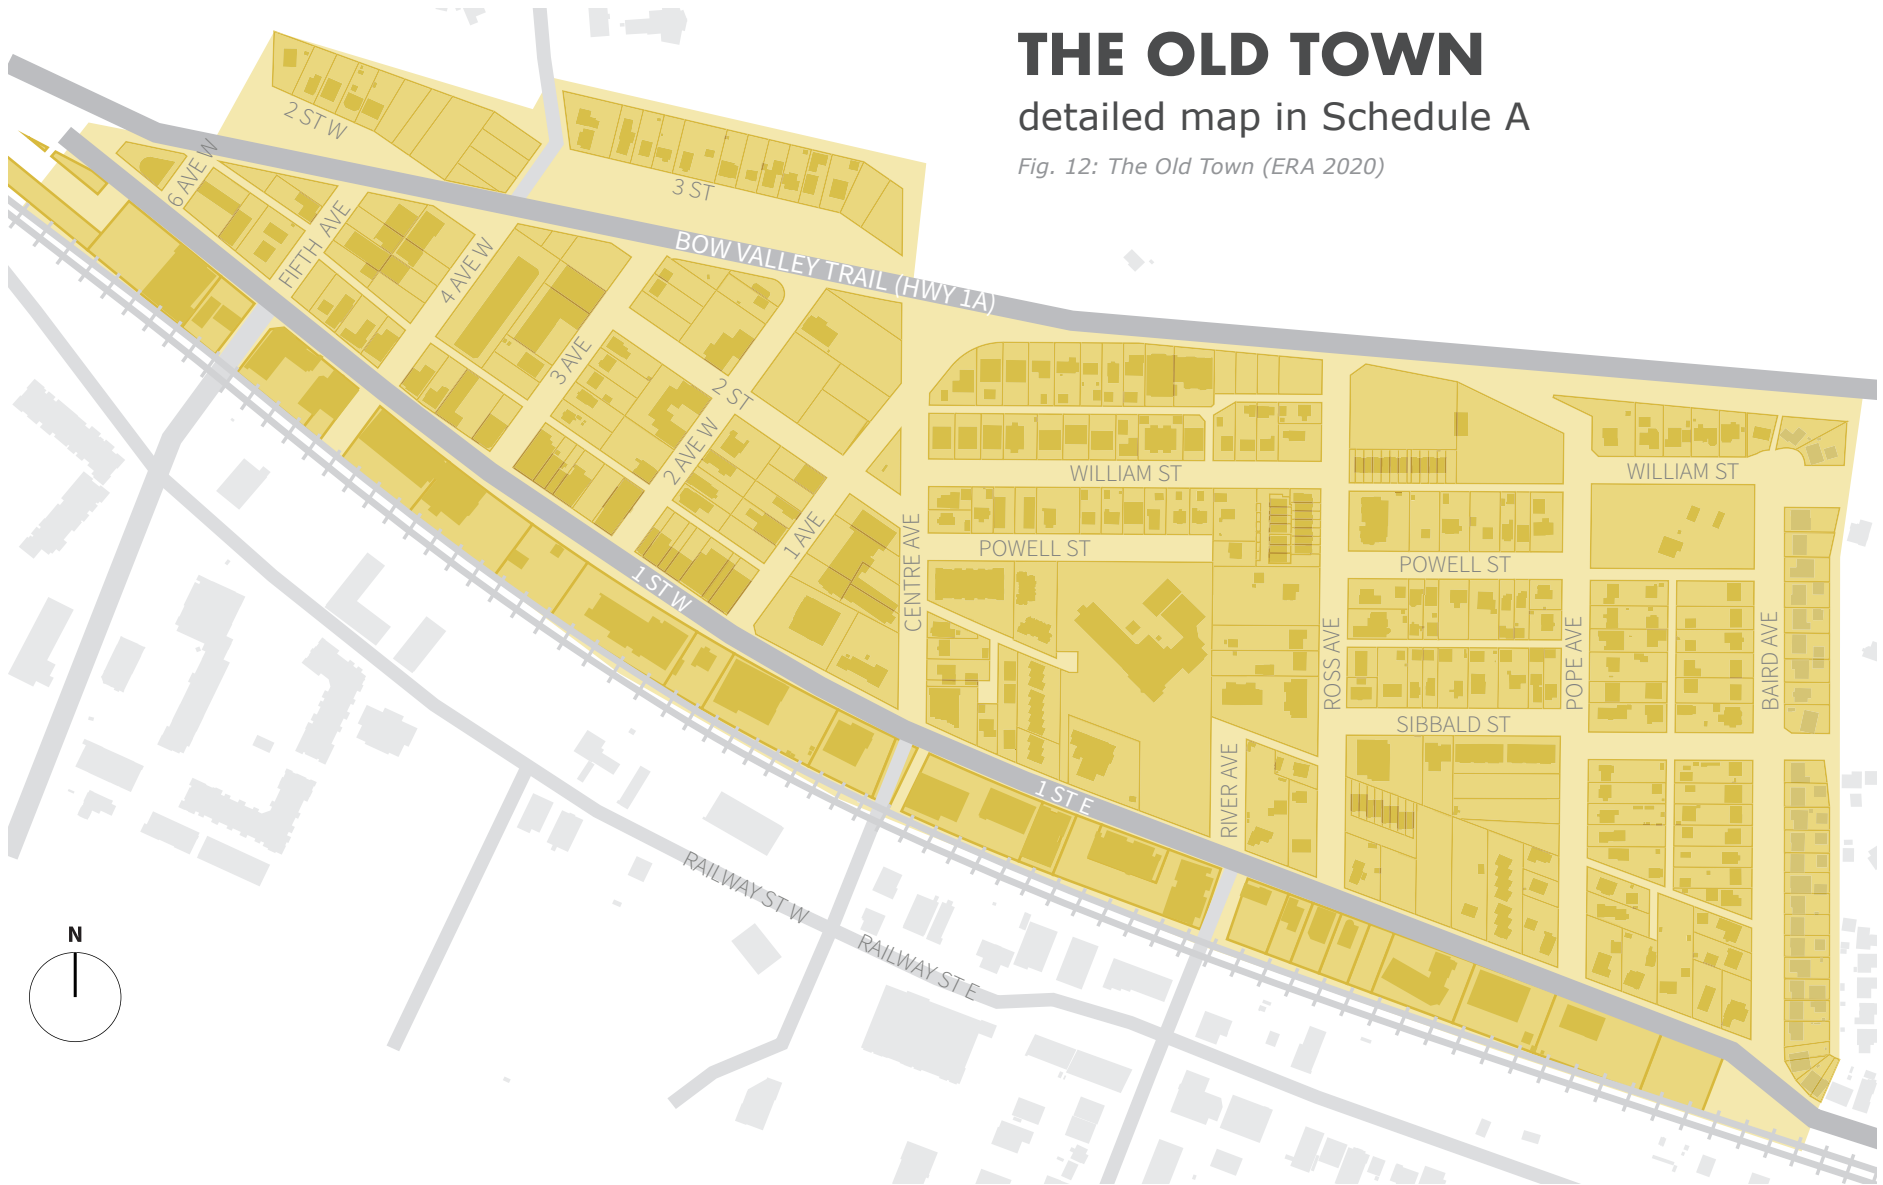 THE OLD TOWN
detailed map in Schedule A
Fig. 12: The Old Town (ERA 2020)
2 ST W
6 AVE W
3 ST
FIFTH AVE
BOW VALLEY TRAIL (HWY 1A)
4 AVE W
3 AVE
2 ST
2 AVE W
WILLIAM ST
WILLIAM ST
1 AVE
CENTRE AVE
POWELL ST
POWELL ST
1 ST W
ROSS AVE
POPE AVE
BAIRD AVE
SIBBALD ST
RIVER AVE
1 ST E
RAILWAY ST W
RAILWAY ST E
N